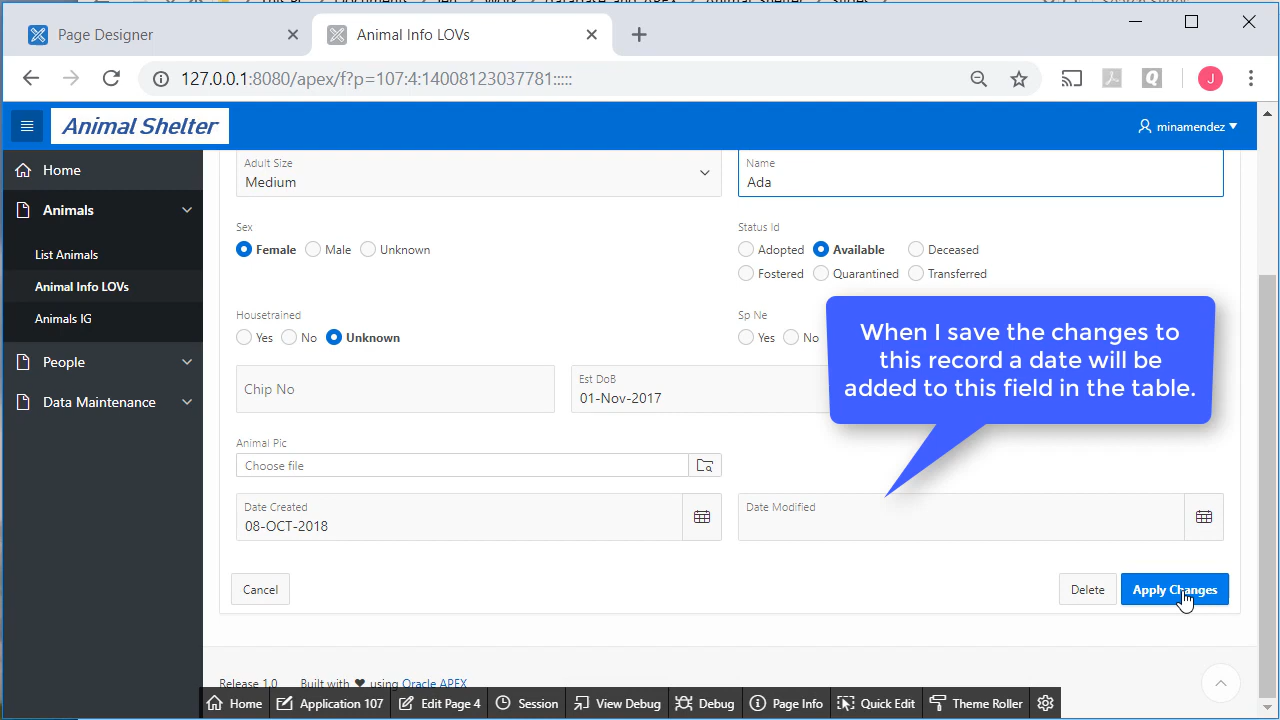 Page Designer
Animal Info LOVs
127.0.0.1:8080/apex/f?p=107:4:14008123037781:::::
J
Animal Shelter
minamendez
Home
Animals
List Animals
Animal Info LOVs
Animals IG
People
Data Maintenance
Adult Size
Medium
Name
Ada
Sex
Female Male Unknown
Status Id
Adopted Available Deceased
Fostered Quarantined Transferred
Housetrained
Yes No Unknown
Sp Ne
Yes No
When I save the changes to
this record a date will be
added to this field in the table.
Chip No
Est DoB
01-Nov-2017
Animal Pic
Choose file
Date Created
08-OCT-2018
Date Modified
Cancel
Delete
Apply Changes
Release 1.0 Built with ❤ using Oracle APEX
Home Application 107 Edit Page 4 Session View Debug Debug Page Info Quick Edit Theme Roller